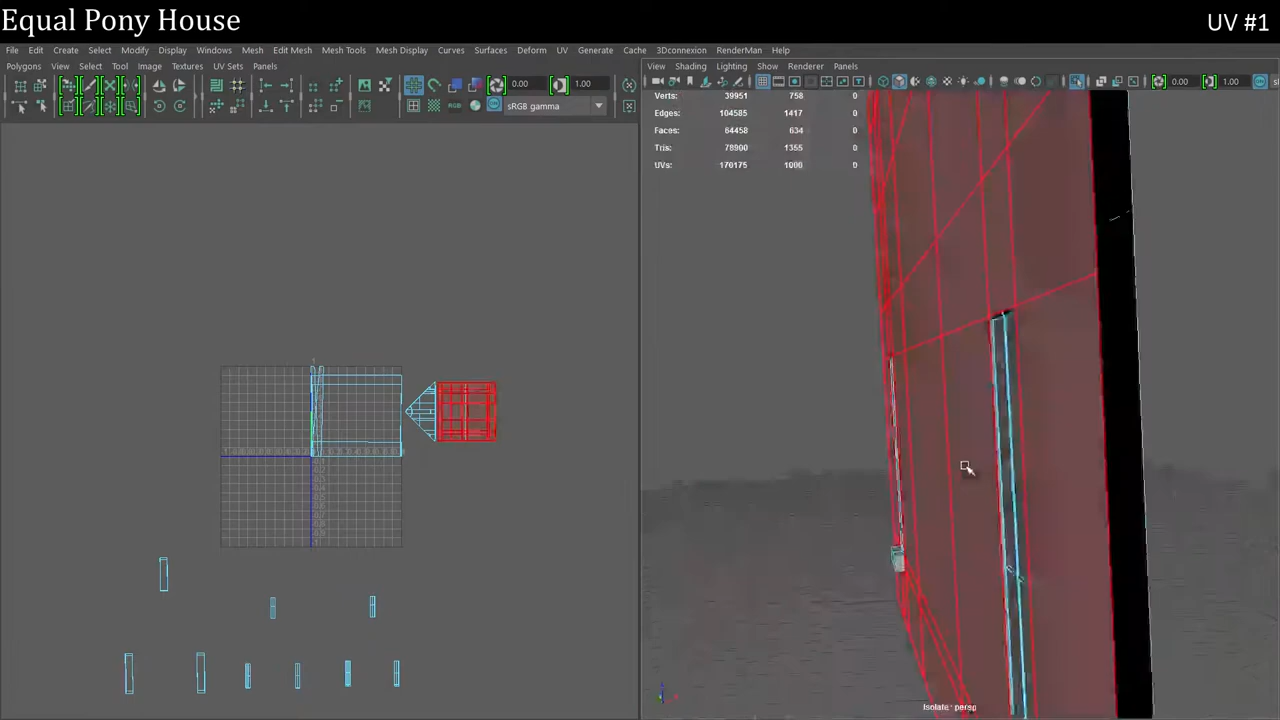 Equal Pony House
UV #1
File Edit Create Select Modify Display Windows Mesh Edit Mesh Mesh Tools Mesh Display Curves Surfaces Deform UV Generate Cache 3Dconnexion RenderMan Help
Polygons View Select Tool Image Textures UV Sets Panels
View Shading Lighting Show Renderer Panels
0.00 1.00
0.00 1.00
RGB sRGB gamma
Verts: 39951 758 0
Edges: 104585 1417 0
Faces: 64458 634 0
Tris: 78900 1355 0
UVs: 170175 1000 0
Isolate: persp